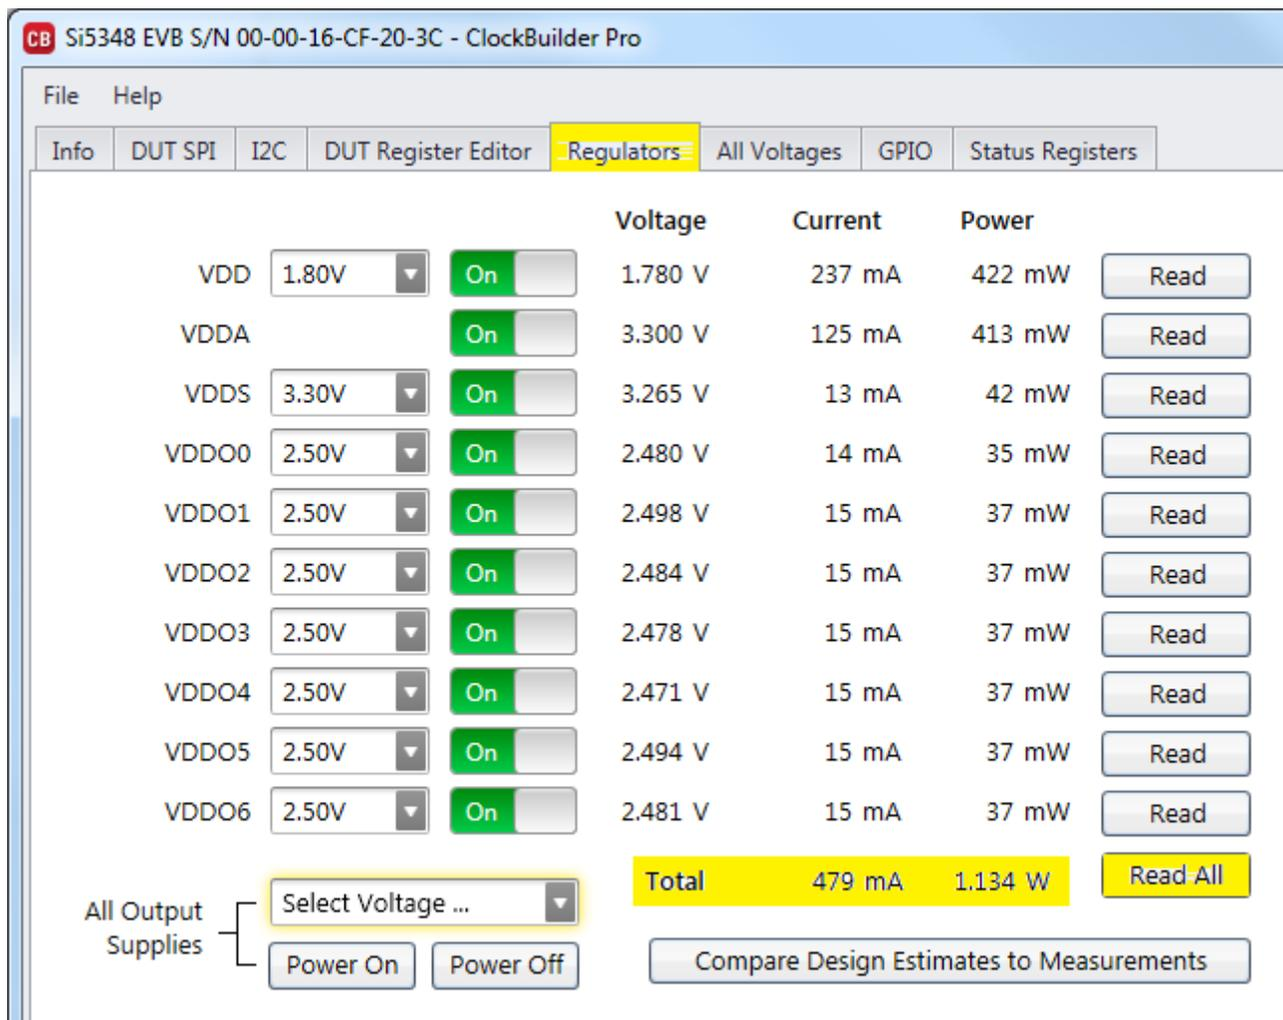 CB Si5348 EVB S/N 00-00-16-CF-20-3C - ClockBuilder Pro
File Help
Info DUT SPI I2C DUT Register Editor Regulators All Voltages GPIO Status Registers
Voltage Current Power
VDD 1.80V On 1.780 V 237 mA 422 mW Read
VDDA On 3.300 V 125 mA 413 mW Read
VDDS 3.30V On 3.265 V 13 mA 42 mW Read
VDDO0 2.50V On 2.480 V 14 mA 35 mW Read
VDDO1 2.50V On 2.498 V 15 mA 37 mW Read
VDDO2 2.50V On 2.484 V 15 mA 37 mW Read
VDDO3 2.50V On 2.478 V 15 mA 37 mW Read
VDDO4 2.50V On 2.471 V 15 mA 37 mW Read
VDDO5 2.50V On 2.494 V 15 mA 37 mW Read
VDDO6 2.50V On 2.481 V 15 mA 37 mW Read
Total 479 mA 1.134 W Read All
All Output Supplies Select Voltage ...
Power On Power Off Compare Design Estimates to Measurements